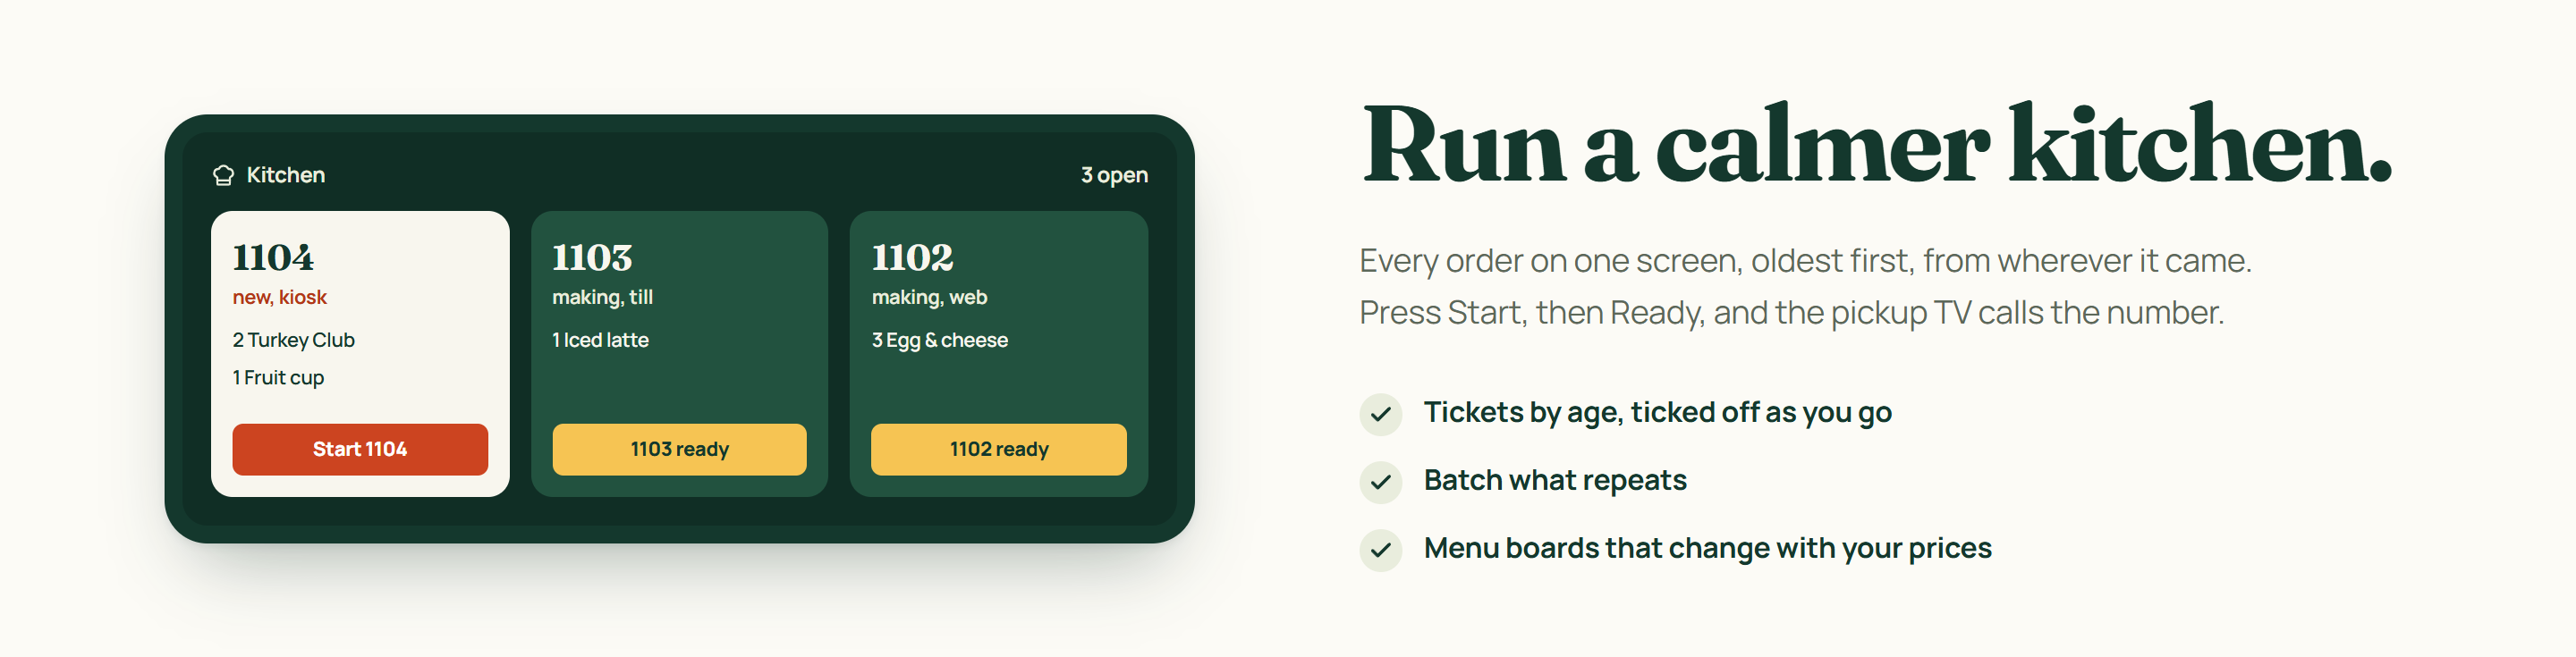 Kitchen
3 open
1104
new, kiosk
2 Turkey Club
1 Fruit cup
Start 1104
1103
making, till
1 Iced latte
1103 ready
1102
making, web
3 Egg & cheese
1102 ready
Run a calmer kitchen.
Every order on one screen, oldest first, from wherever it came.
Press Start, then Ready, and the pickup TV calls the number.
Tickets by age, ticked off as you go
Batch what repeats
Menu boards that change with your prices